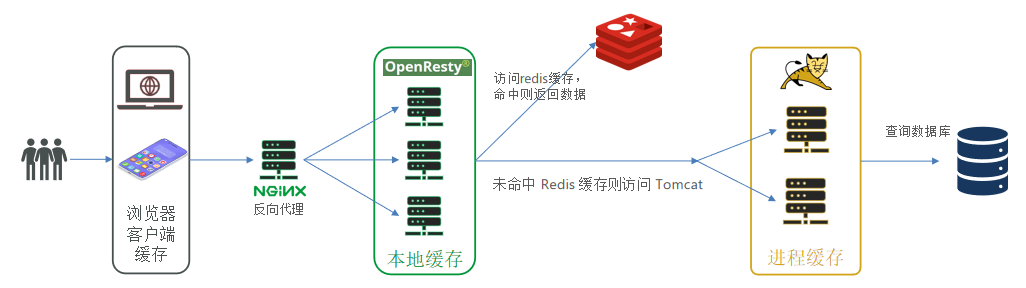 浏览器
客户端
缓存
NGINX
反向代理
OpenResty®
本地缓存
访问redis缓存，
命中则返回数据
未命中 Redis 缓存则访问 Tomcat
进程缓存
查询数据库